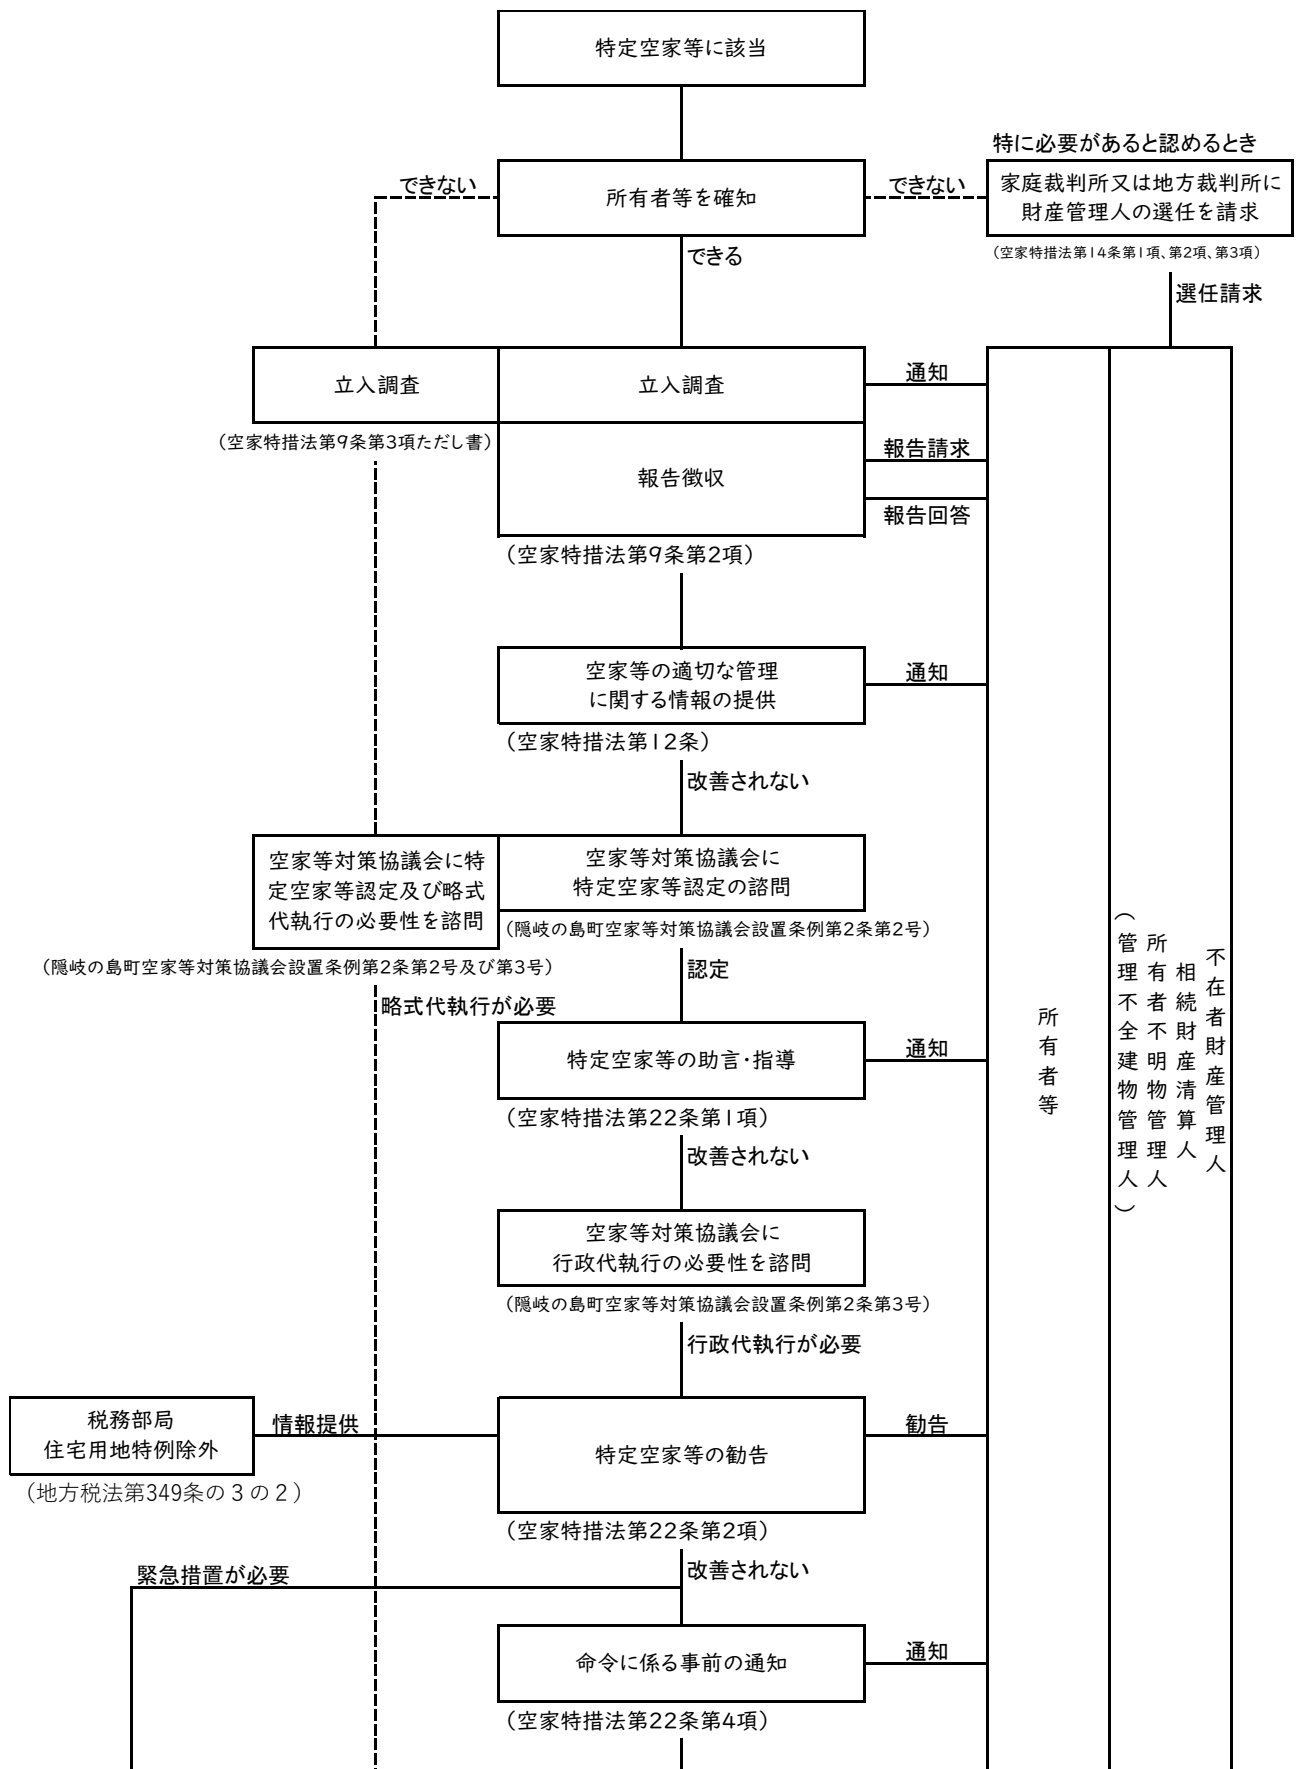 特定空家等に該当
特に必要があると認めるとき
できない
所有者等を確知
できない
家庭裁判所又は地方裁判所に
財産管理人の選任を請求
できる
（空家特措法第14条第1項、第2項、第3項）
選任請求
立入調査
立入調査
通知
（空家特措法第9条第3項ただし書）
報告徴収
報告請求
報告回答
（空家特措法第9条第2項）
空家等の適切な管理
に関する情報の提供
通知
（空家特措法第12条）
改善されない
空家等対策協議会に特
定空家等認定及び略式
代執行の必要性を諮問
空家等対策協議会に
特定空家等認定の諮問
（隠岐の島町空家等対策協議会設置条例第2条第2号）
（隠岐の島町空家等対策協議会設置条例第2条第2号及び第3号）
認定
略式代執行が必要
特定空家等の助言・指導
通知
所有者等
不在者財産管理人
相続財産清算人
所有者不明物管理人
（管理不全建物管理人）
（空家特措法第22条第1項）
改善されない
空家等対策協議会に
行政代執行の必要性を諮問
（隠岐の島町空家等対策協議会設置条例第2条第3号）
行政代執行が必要
税務部局
住宅用地特例除外
情報提供
特定空家等の勧告
勧告
（地方税法第349条の３の２）
（空家特措法第22条第2項）
緊急措置が必要
改善されない
命令に係る事前の通知
通知
（空家特措法第22条第4項）